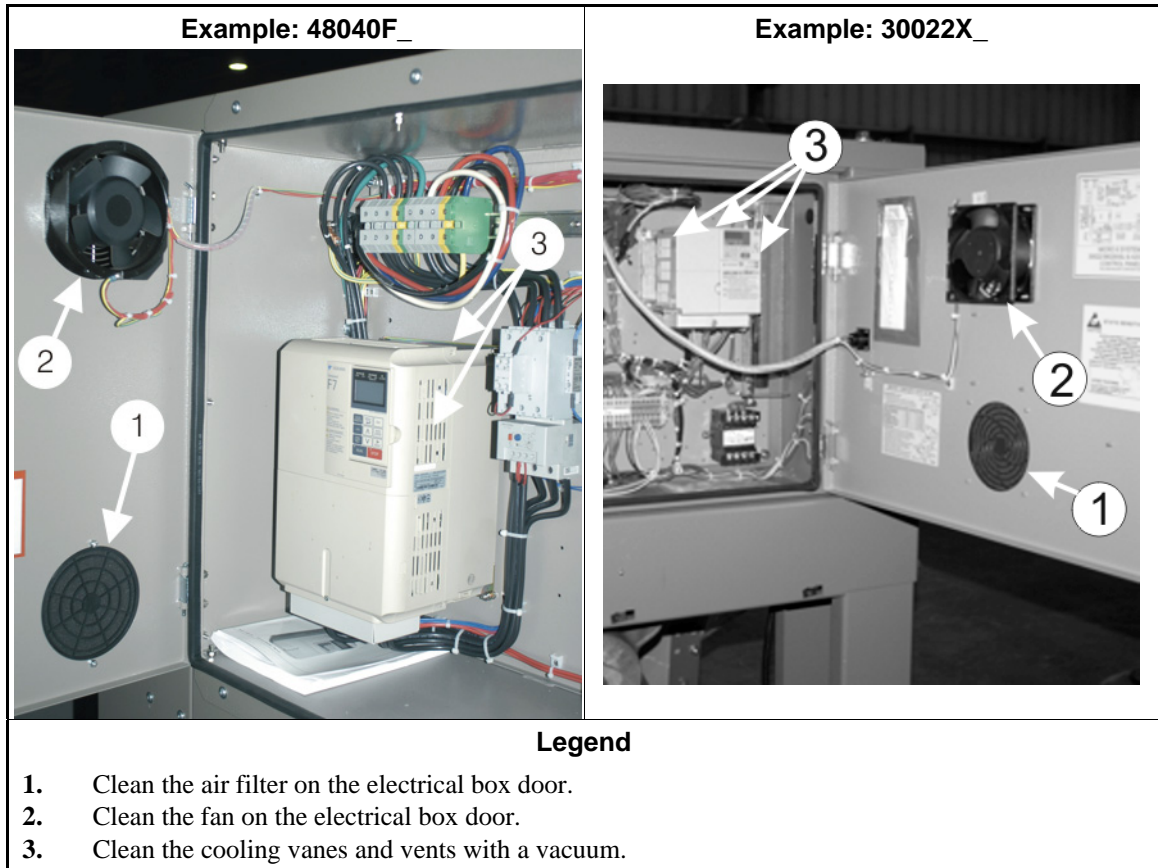 Example: 48040F_
Example: 30022X_
3
2
1
F7
3
2
1
Legend
1. Clean the air filter on the electrical box door.
2. Clean the fan on the electrical box door.
3. Clean the cooling vanes and vents with a vacuum.